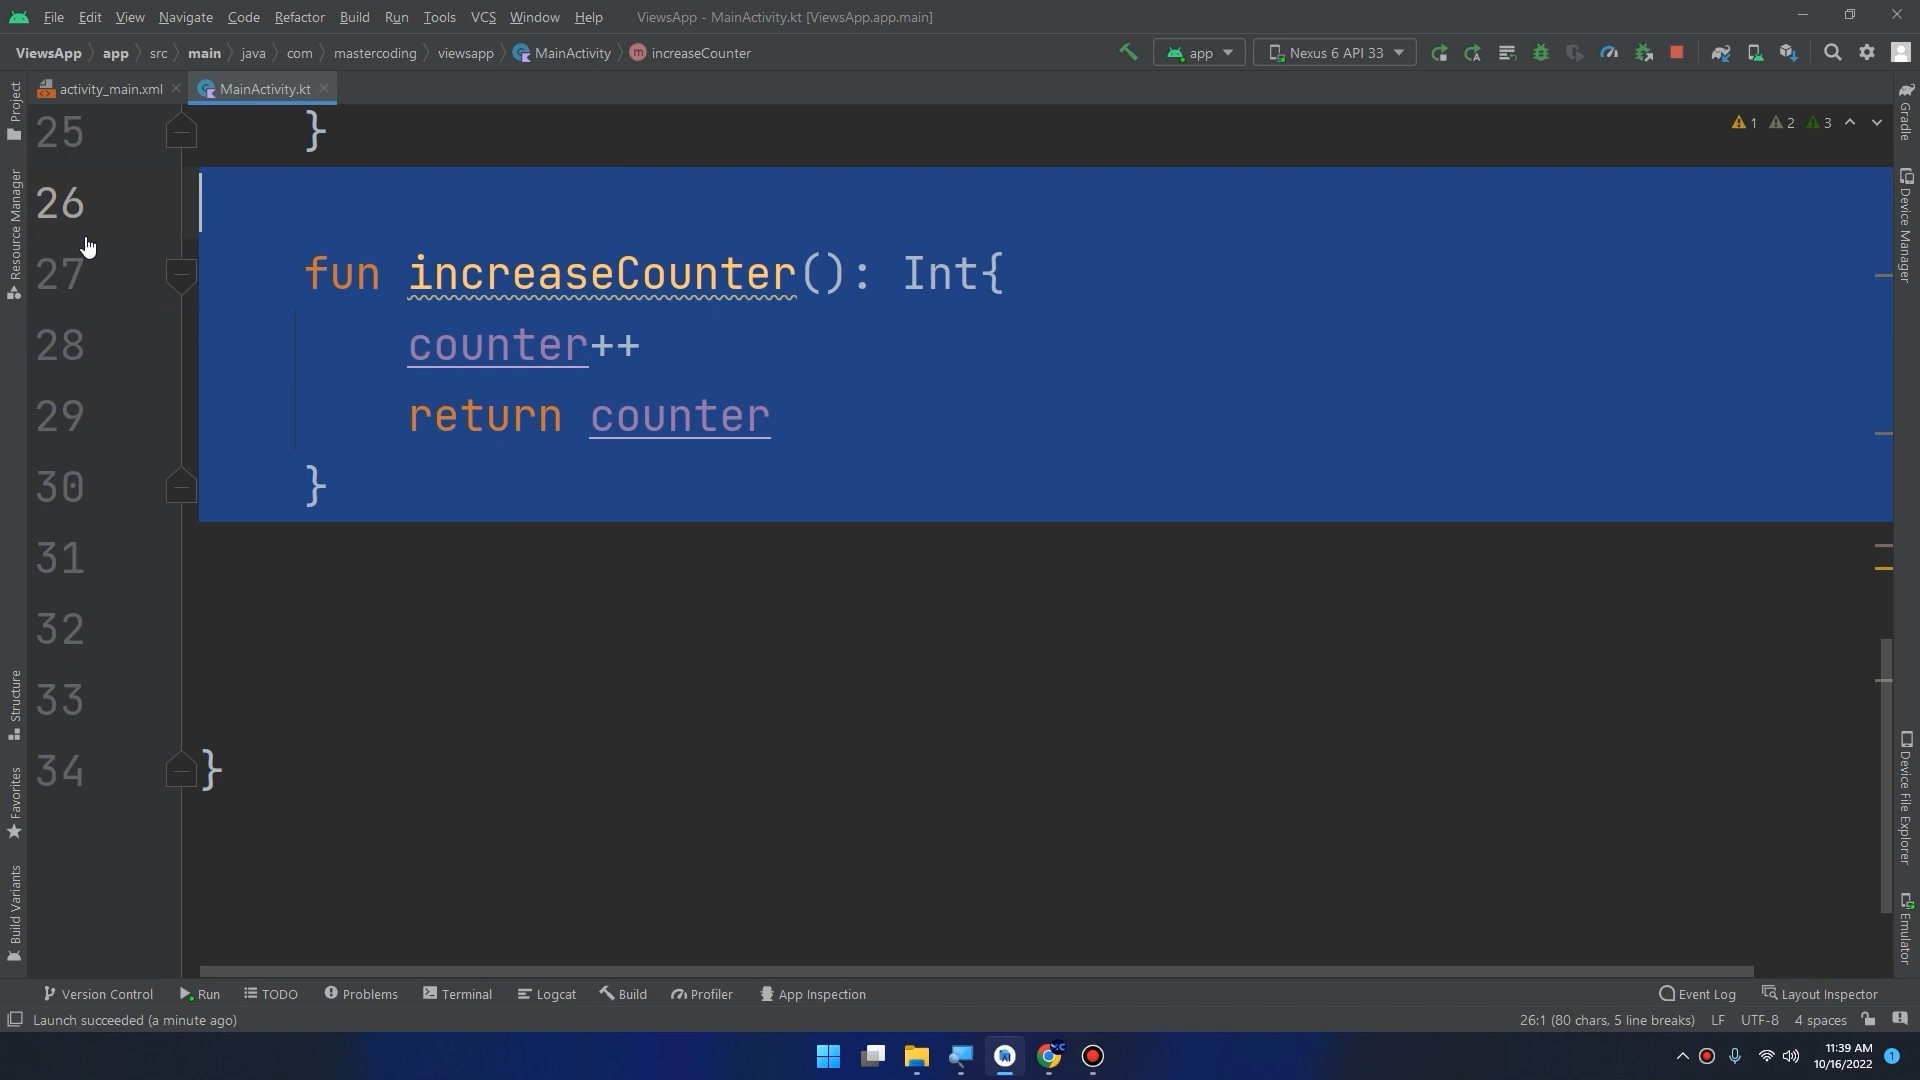 File Edit View Navigate Code Refactor Build Run Tools VCS Window Help ViewsApp - MainActivity.kt [ViewsApp.app.main]
ViewsApp app src main java com mastercoding viewsapp MainActivity m increaseCounter app Nexus 6 API 33
activity_main.xml MainActivity.kt
Project
Resource Manager
Structure
Favorites
Build Variants
25 }
1 2 3
26
27 fun increaseCounter(): Int{
28 counter++
29 return counter
30 }
31
32
33
34 }
Gradle
Device Manager
Device File Explorer
Emulator
Version Control Run TODO Problems Terminal Logcat Build Profiler App Inspection Event Log Layout Inspector
Launch succeeded (a minute ago) 26:1 (80 chars, 5 line breaks) LF UTF-8 4 spaces
11:39 AM
10/16/2022
1